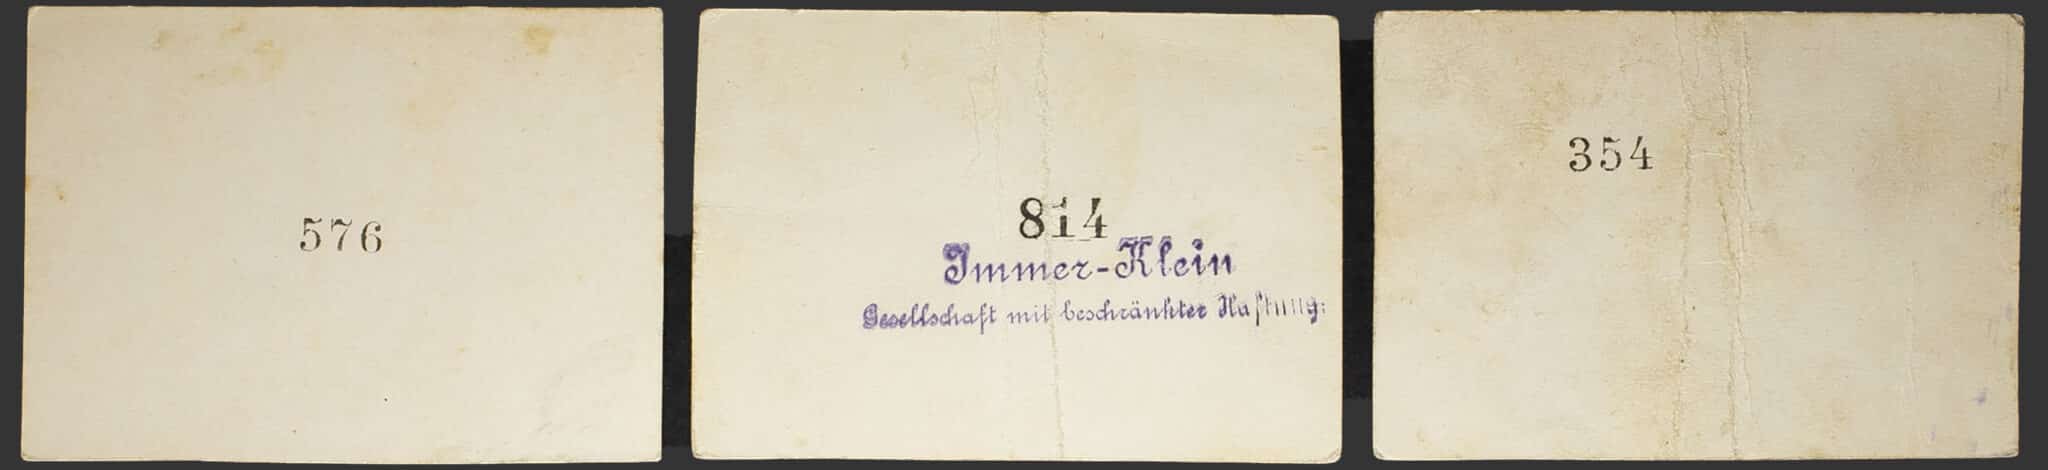 576
814
Immer-Klein
Gesellschaft mit beschränkter Haftung.
354